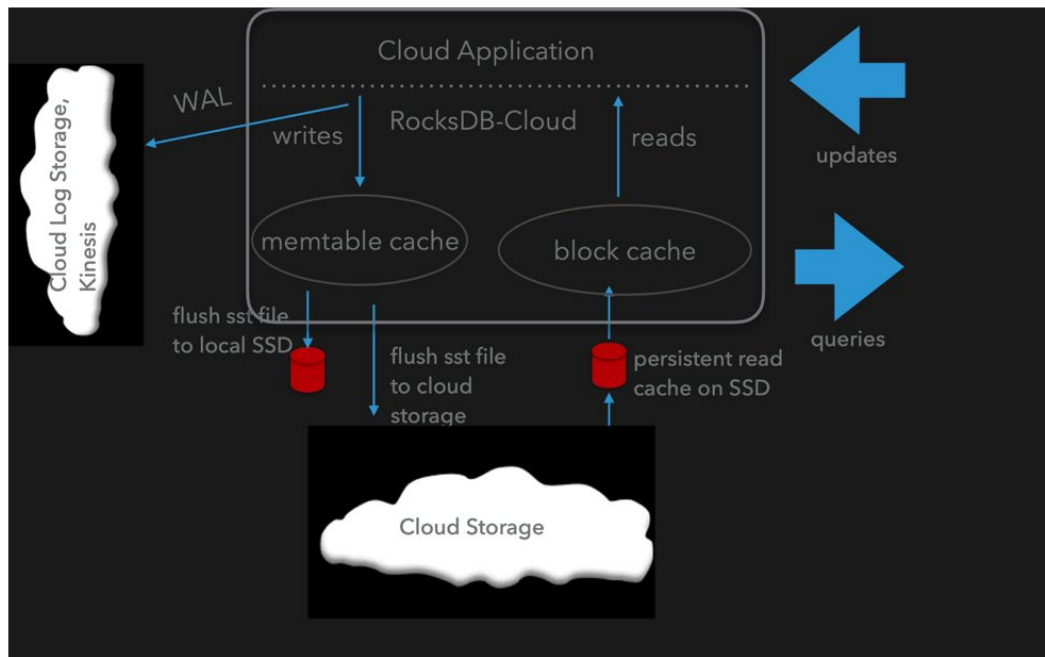 Cloud Application
WAL
RocksDB-Cloud
writes
reads
updates
Cloud Log Storage,
Kinesis
memtable cache
block cache
flush sst file
to local SSD
flush sst file
to cloud
storage
persistent read
cache on SSD
queries
Cloud Storage